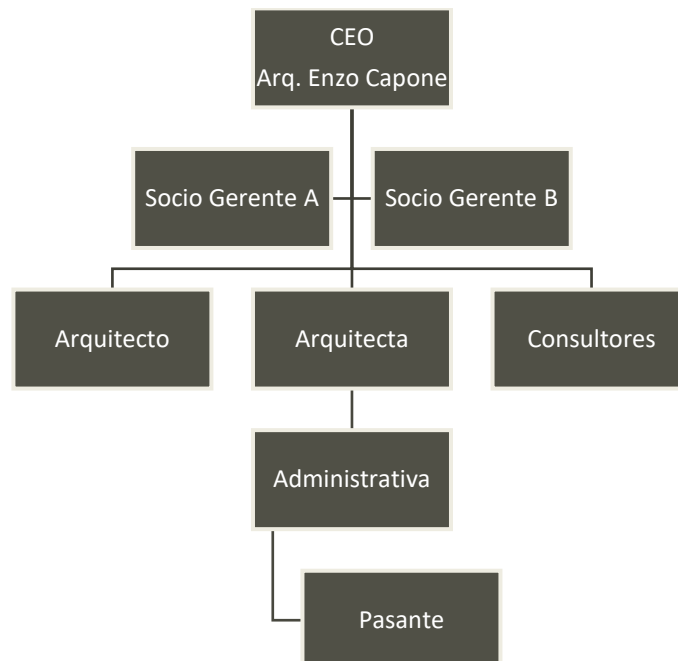 CEO
Arq. Enzo Capone
Socio Gerente A
Socio Gerente B
Arquitecto
Arquitecta
Consultores
Administrativa
Pasante